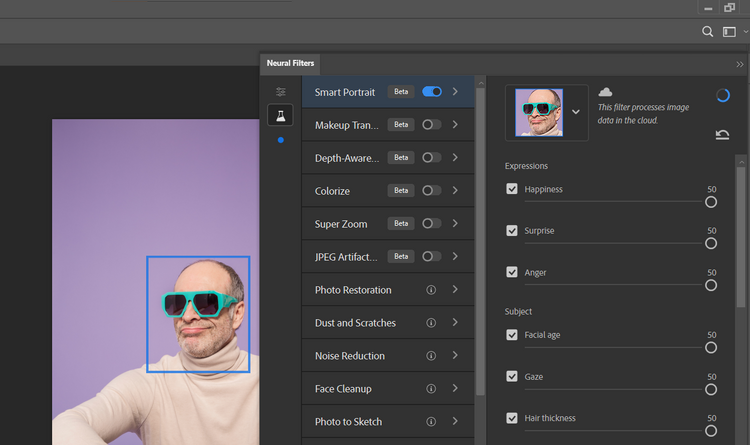 Neural Filters
Smart Portrait Beta
Makeup Tran... Beta
Depth-Aware... Beta
Colorize Beta
Super Zoom Beta
JPEG Artifact... Beta
Photo Restoration
Dust and Scratches
Noise Reduction
Face Cleanup
Photo to Sketch
This filter processes image
data in the cloud.
Expressions
Happiness 50
Surprise 50
Anger 50
Subject
Facial age 50
Gaze 50
Hair thickness 50